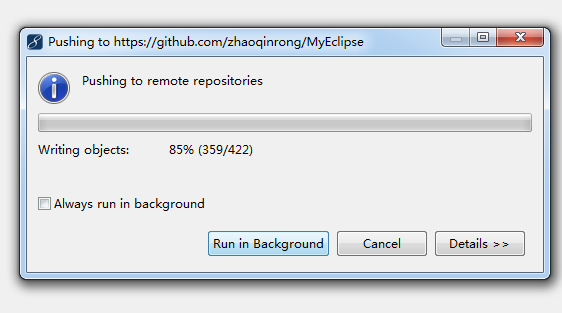 Pushing to https://github.com/zhaoqinrong/MyEclipse
Pushing to remote repositories
Writing objects: 85% (359/422)
Always run in background
Run in Background Cancel Details >>